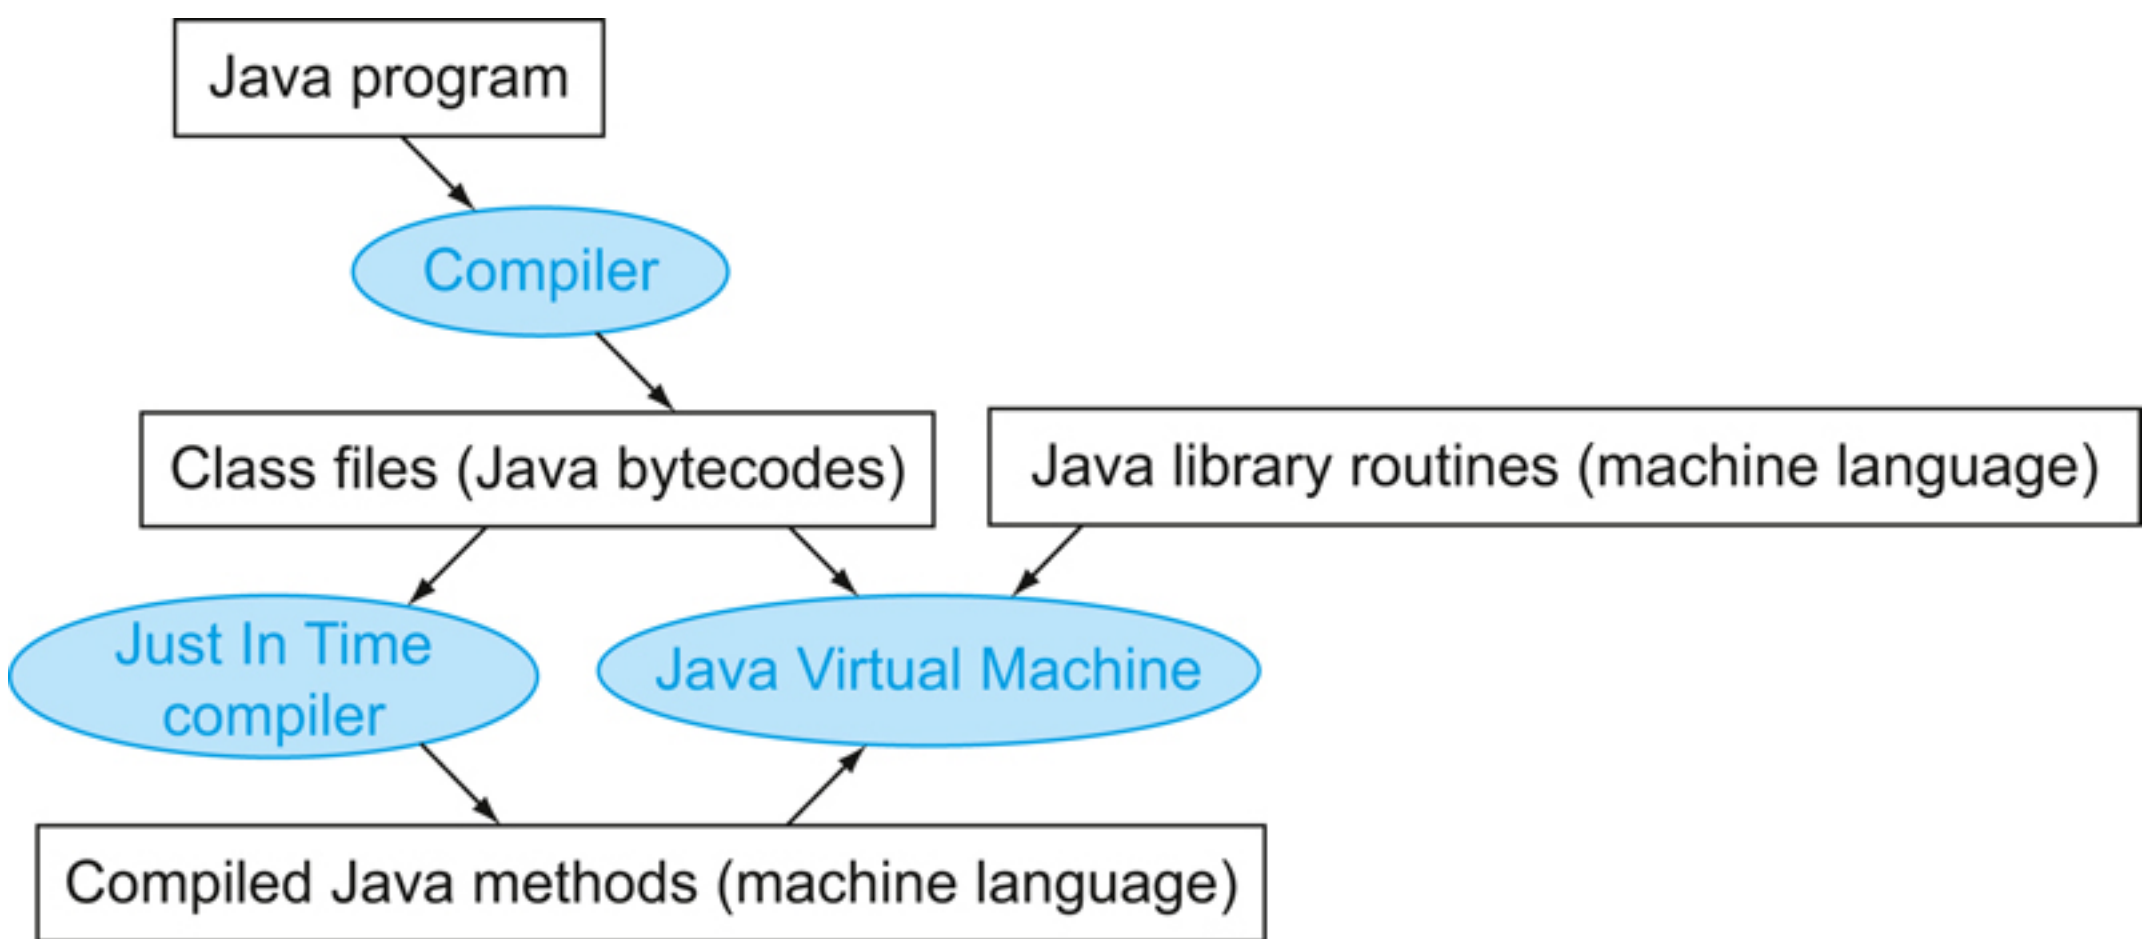 Java program
Compiler
Class files (Java bytecodes)
Java library routines (machine language)
Just In Time
compiler
Java Virtual Machine
Compiled Java methods (machine language)